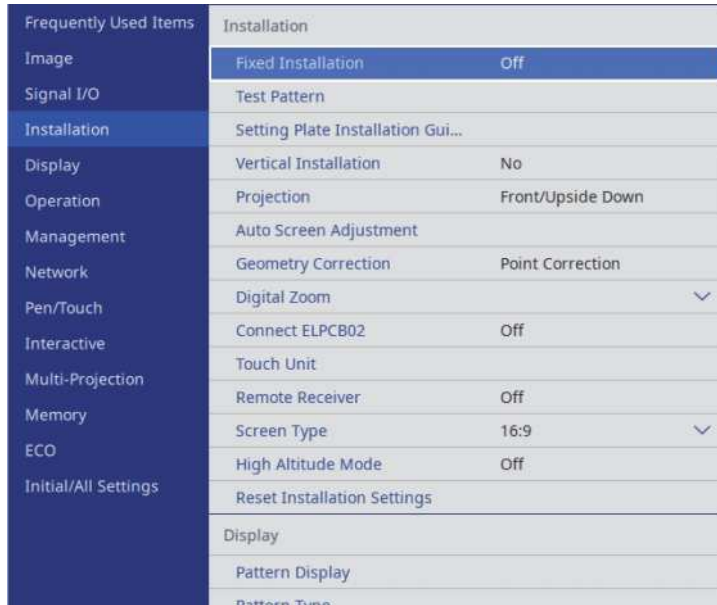 Frequently Used Items
Image
Signal I/O
Installation
Display
Operation
Management
Network
Pen/Touch
Interactive
Multi-Projection
Memory
ECO
Initial/All Settings
Installation
Fixed Installation Off
Test Pattern
Setting Plate Installation Gui...
Vertical Installation No
Projection Front/Upside Down
Auto Screen Adjustment
Geometry Correction Point Correction
Digital Zoom
Connect ELPCB02 Off
Touch Unit
Remote Receiver Off
Screen Type 16:9
High Altitude Mode Off
Reset Installation Settings
Display
Pattern Display
Pattern Type